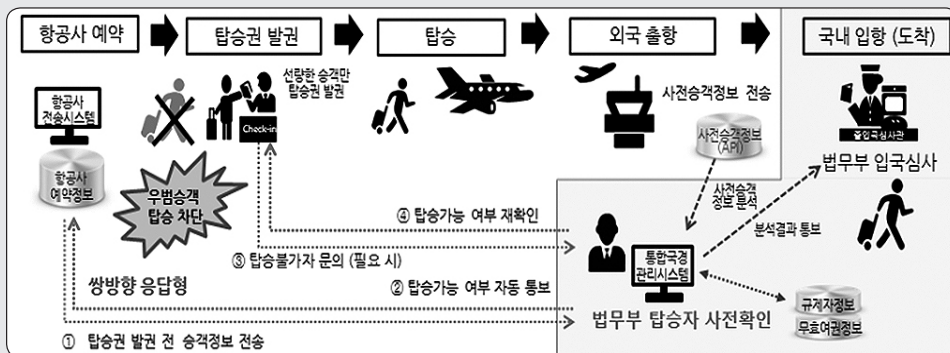 항공사 예약
탑승권 발권
탑승
외국 출항
국내 입항 (도착)
항공사
전송시스템
선량한 승객만
탑승권 발권
Check-in
사전승객정보 전송
사전승객정보
(API)
출입국심사관
법무부 입국심사
항공사
예약정보
우범승객
탑승 차단
사전승객
정보 분석
④ 탑승가능 여부 재확인
분석결과 통보
③ 탑승불가자 문의 (필요 시)
통합국경
관리시스템
쌍방향 응답형
② 탑승가능 여부 자동 통보
규제자정보
무효여권정보
법무부 탑승자 사전확인
① 탑승권 발권 전 승객정보 전송